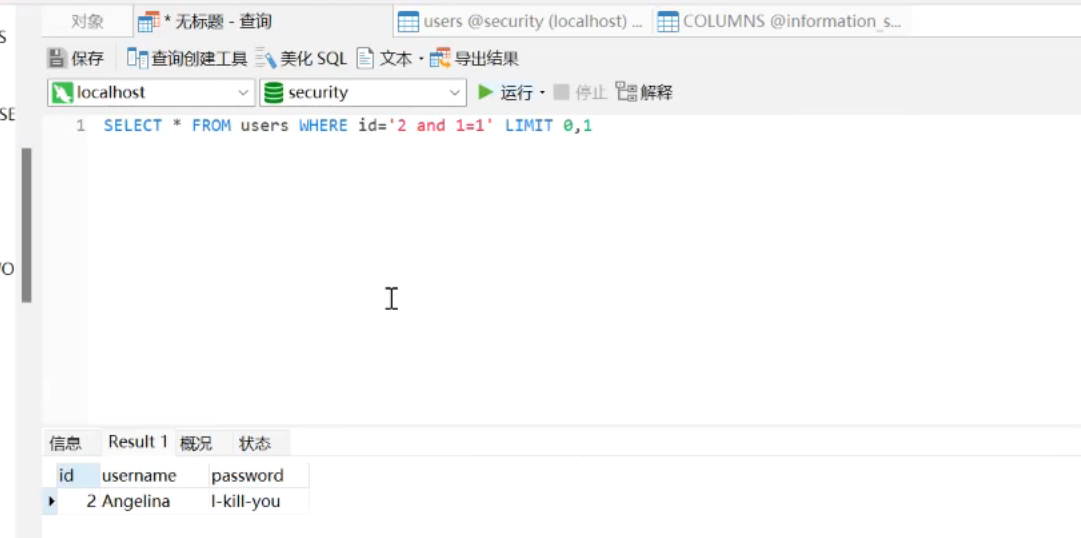 S
对象 * 无标题 - 查询 users @security (localhost) ... COLUMNS @information_s...
保存 查询创建工具 美化 SQL 文本 · 导出结果
localhost security 运行 · 停止 解释
SE
1 SELECT * FROM users WHERE id='2 and 1=1' LIMIT 0,1
O
信息 Result 1 概况 状态
id username password
2 Angelina I-kill-you